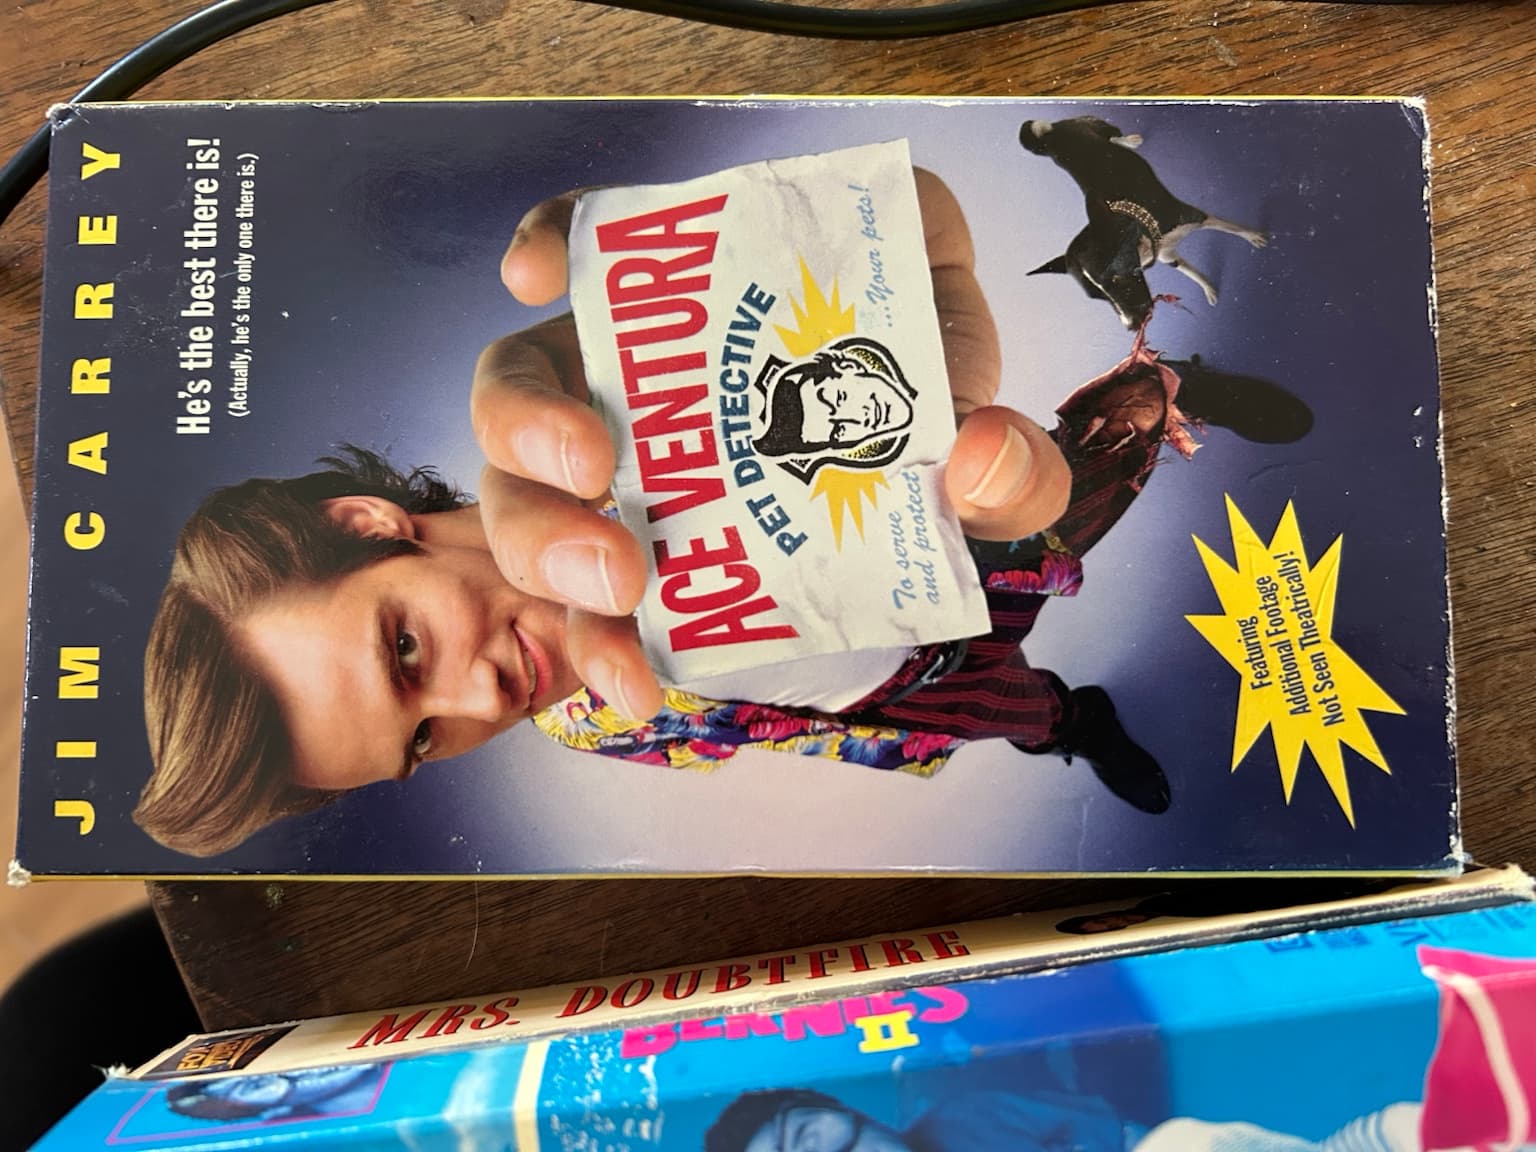 JIM CARREY
He's the best there is!
(Actually, he's the only one there is.)
ACE VENTURA
PET DETECTIVE
To serve
and protect
...Your pets!
Featuring
Additional Footage
Not Seen Theatrically!
MRS. DOUBTFIRE
II